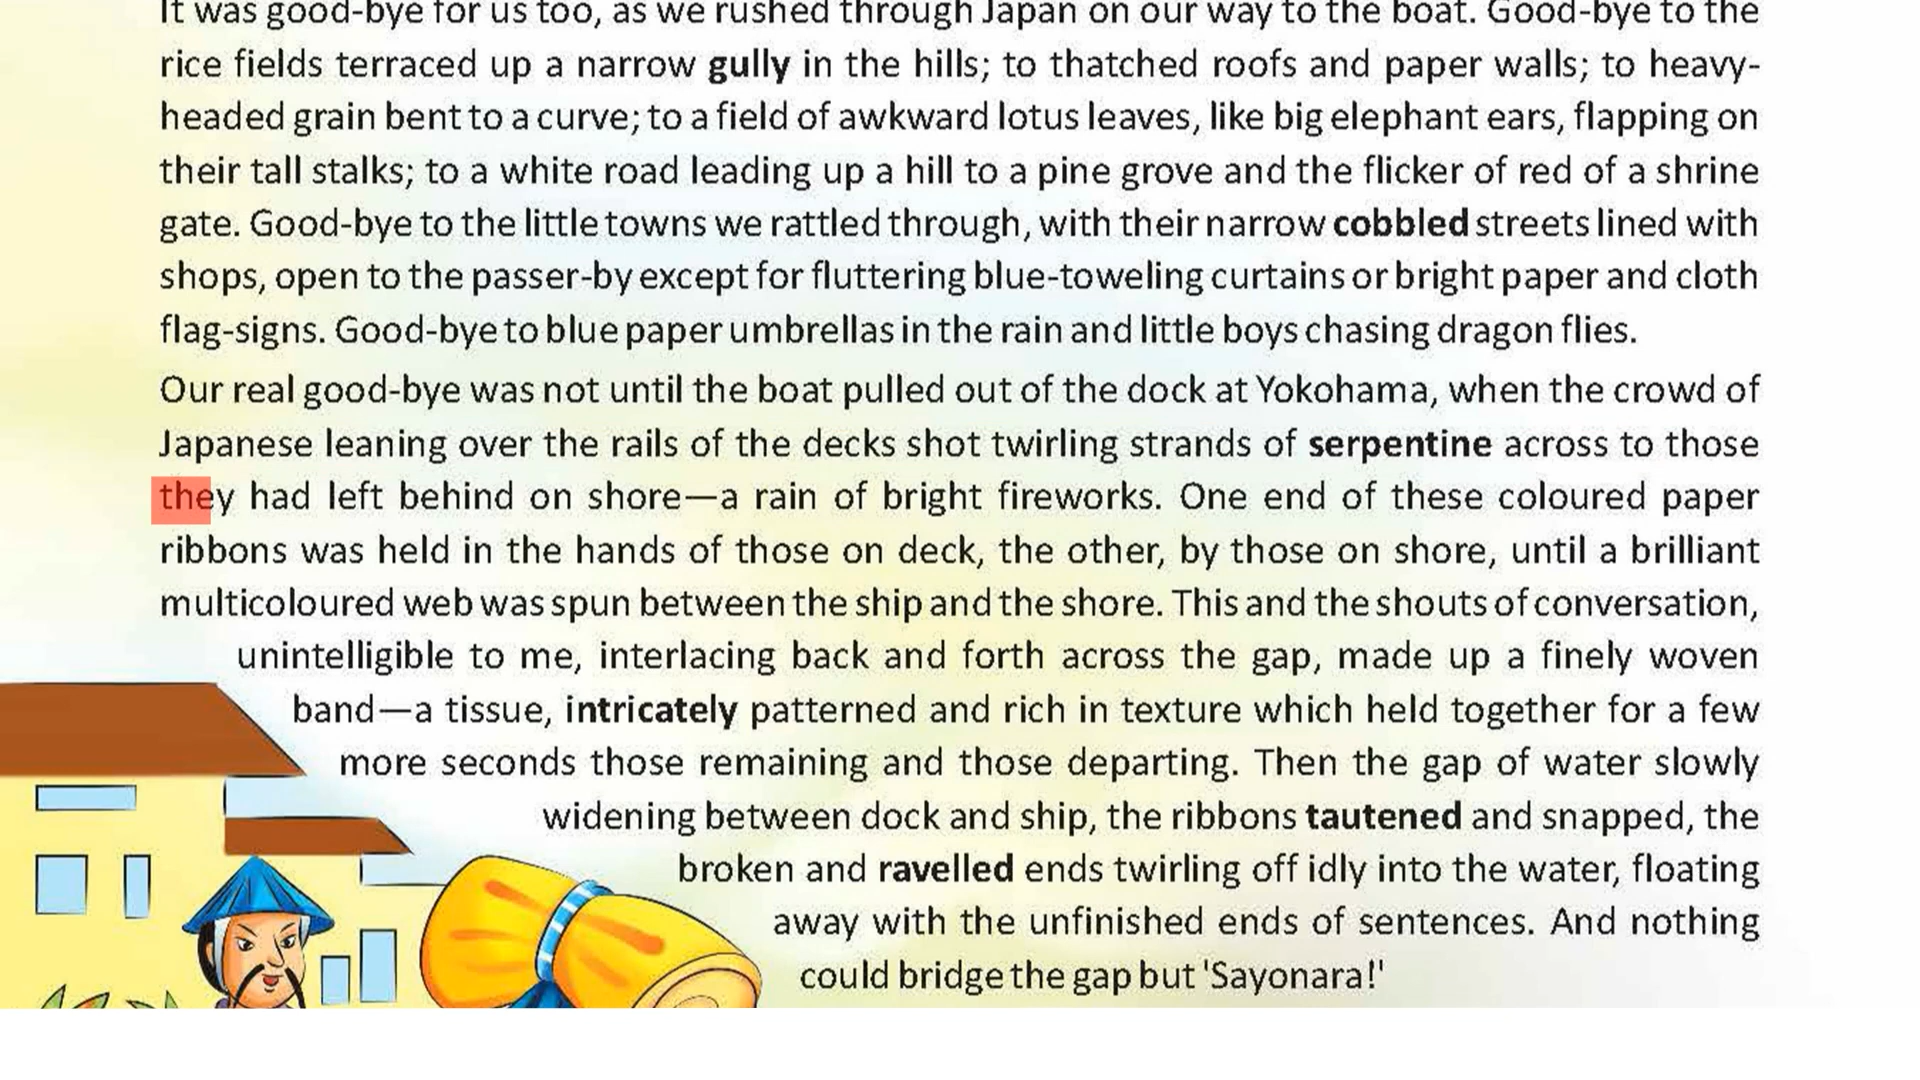 It was good-bye for us too, as we rushed through Japan on our way to the boat. Good-bye to the
rice fields terraced up a narrow gully in the hills; to thatched roofs and paper walls; to heavy-
headed grain bent to a curve; to a field of awkward lotus leaves, like big elephant ears, flapping on
their tall stalks; to a white road leading up a hill to a pine grove and the flicker of red of a shrine
gate. Good-bye to the little towns we rattled through, with their narrow cobbled streets lined with
shops, open to the passer-by except for fluttering blue-toweling curtains or bright paper and cloth
flag-signs. Good-bye to blue paper umbrellas in the rain and little boys chasing dragon flies.
Our real good-bye was not until the boat pulled out of the dock at Yokohama, when the crowd of
Japanese leaning over the rails of the decks shot twirling strands of serpentine across to those
they had left behind on shore—a rain of bright fireworks. One end of these coloured paper
ribbons was held in the hands of those on deck, the other, by those on shore, until a brilliant
multicoloured web was spun between the ship and the shore. This and the shouts of conversation,
unintelligible to me, interlacing back and forth across the gap, made up a finely woven
band—a tissue, intricately patterned and rich in texture which held together for a few
more seconds those remaining and those departing. Then the gap of water slowly
widening between dock and ship, the ribbons tautened and snapped, the
broken and ravelled ends twirling off idly into the water, floating
away with the unfinished ends of sentences. And nothing
could bridge the gap but 'Sayonara!'